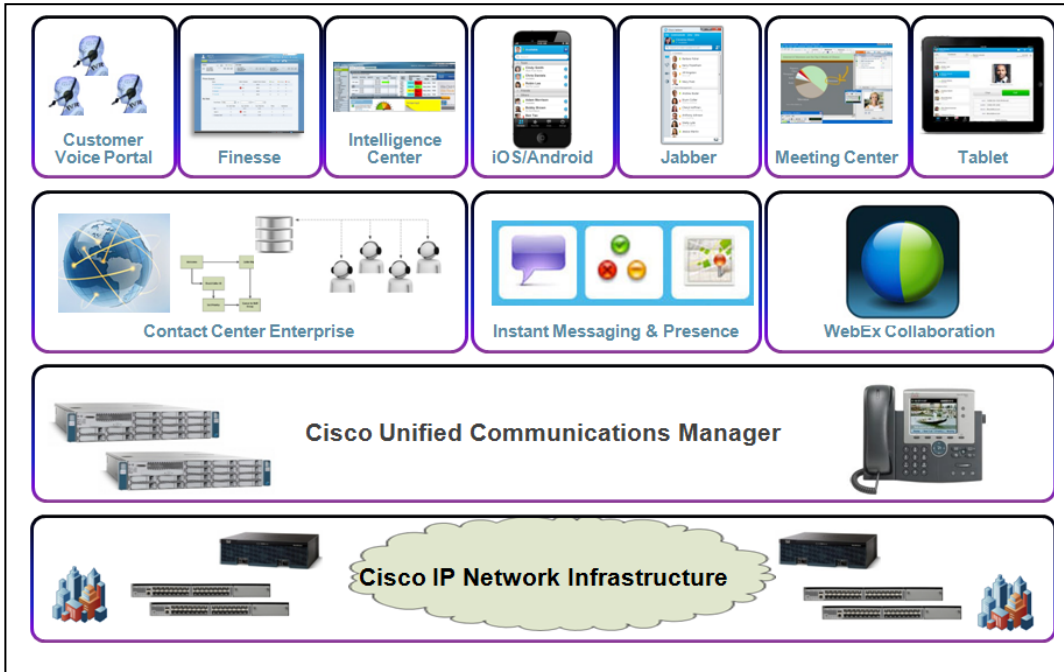 Customer
Voice Portal
Finesse
Intelligence
Center
iOS/Android
Jabber
Meeting Center
Tablet
Contact Center Enterprise
Instant Messaging & Presence
WebEx Collaboration
Cisco Unified Communications Manager
Cisco IP Network Infrastructure